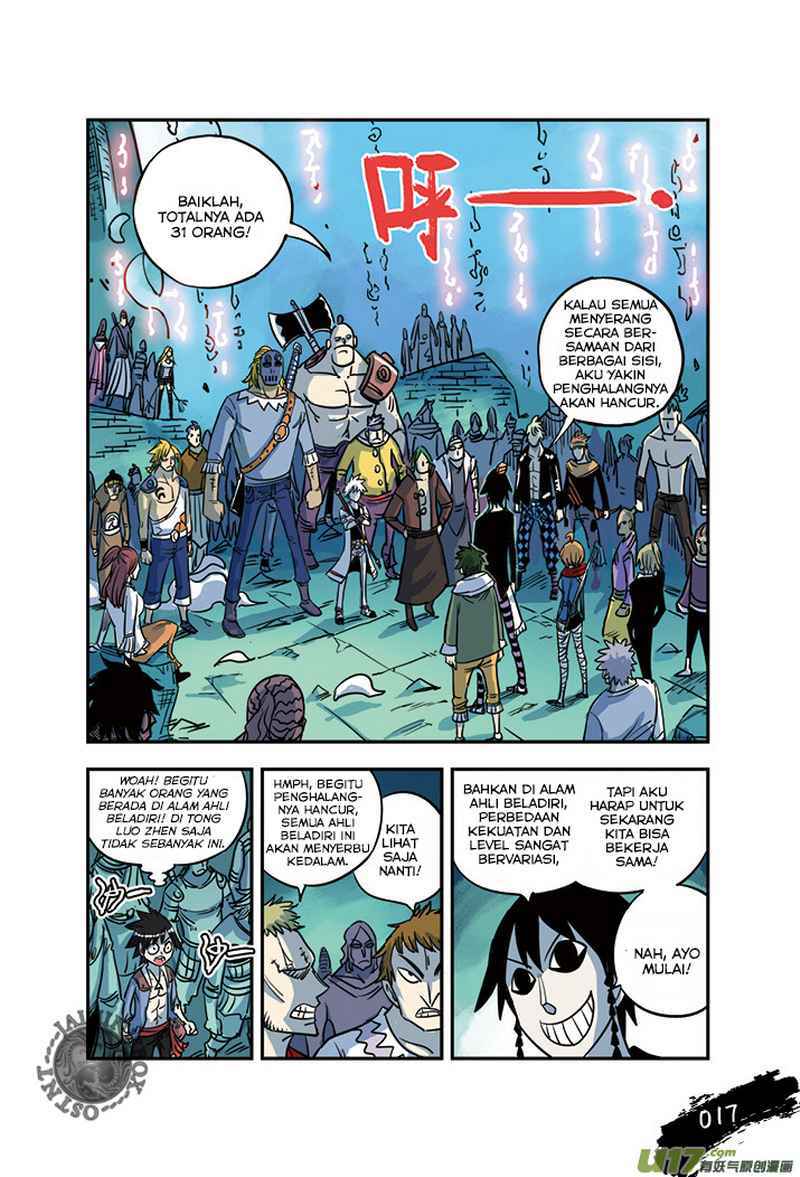 BAIKLAH,
TOTALNYA ADA
31 ORANG!
呼一
KALAU SEMUA
MENYERANG
SECARA BER-
SAMAAN DARI
BERBAGAI SISI,
AKU YAKIN
PENGHALANGNYA
AKAN HANCUR.
WOAH! BEGITU
BANYAK ORANG YANG
BERADA DI ALAM AHLI
BELADIRI! DI TONG
LUO ZHEN SAJA
TIDAK SEBANYAK INI.
HMPH, BEGITU
PENGHALANG-
NYA HANCUR,
SEMUA AHLI
BELADIRI INI
AKAN MENYERBU
KEDALAM.
KITA
LIHAT
SAJA
NANTI!
BAHKAN DI ALAM
AHLI BELADIRI,
PERBEDAAN
KEKUATAN DAN
LEVEL SANGAT
BERVARIASI,
TAPI AKU
HARAP UNTUK
SEKARANG
KITA BISA
BEKERJA
SAMA!
NAH, AYO
MULAI!
017
U17.com
有妖气原创漫画